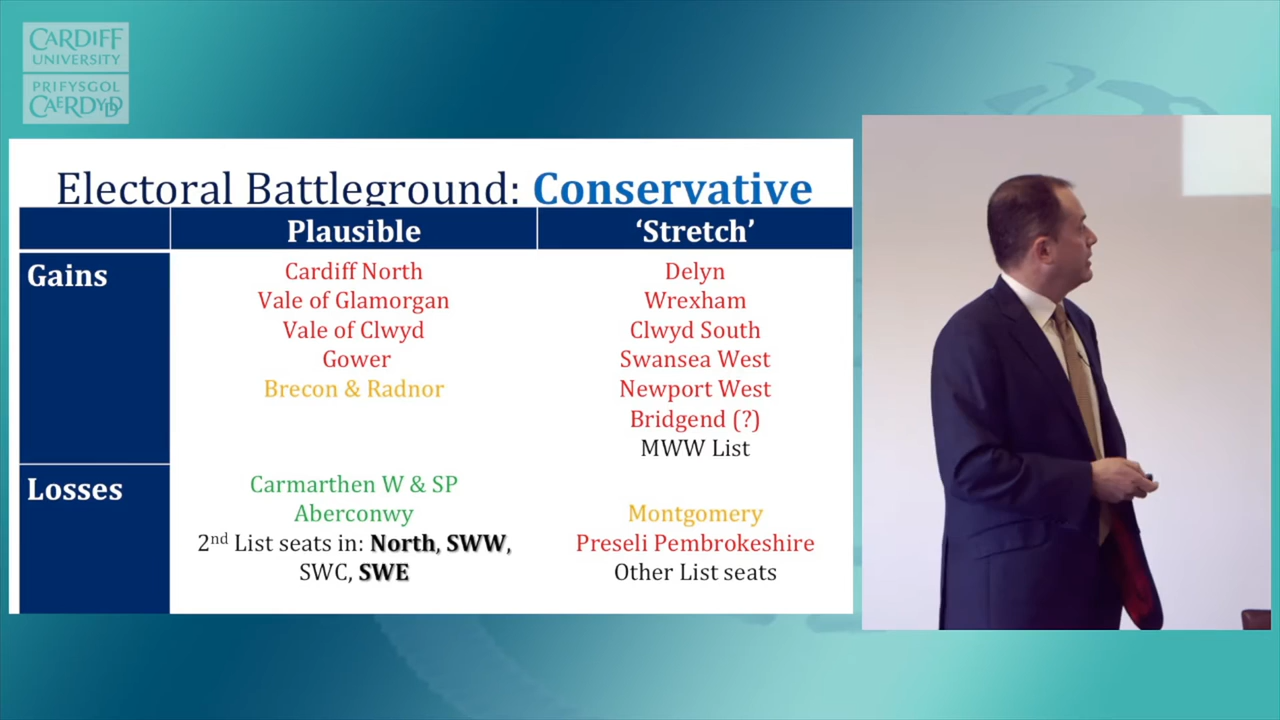 CARDIFF
UNIVERSITY
PRIFYSGOL
CAERDYDD
Electoral Battleground: Conservative
Plausible
‘Stretch’
Gains
Cardiff North
Vale of Glamorgan
Vale of Clwyd
Gower
Brecon & Radnor
Delyn
Wrexham
Clwyd South
Swansea West
Newport West
Bridgend (?)
MWW List
Losses
Carmarthen W & SP
Aberconwy
2nd List seats in: North, SWW,
SWC, SWE
Montgomery
Preseli Pembrokeshire
Other List seats